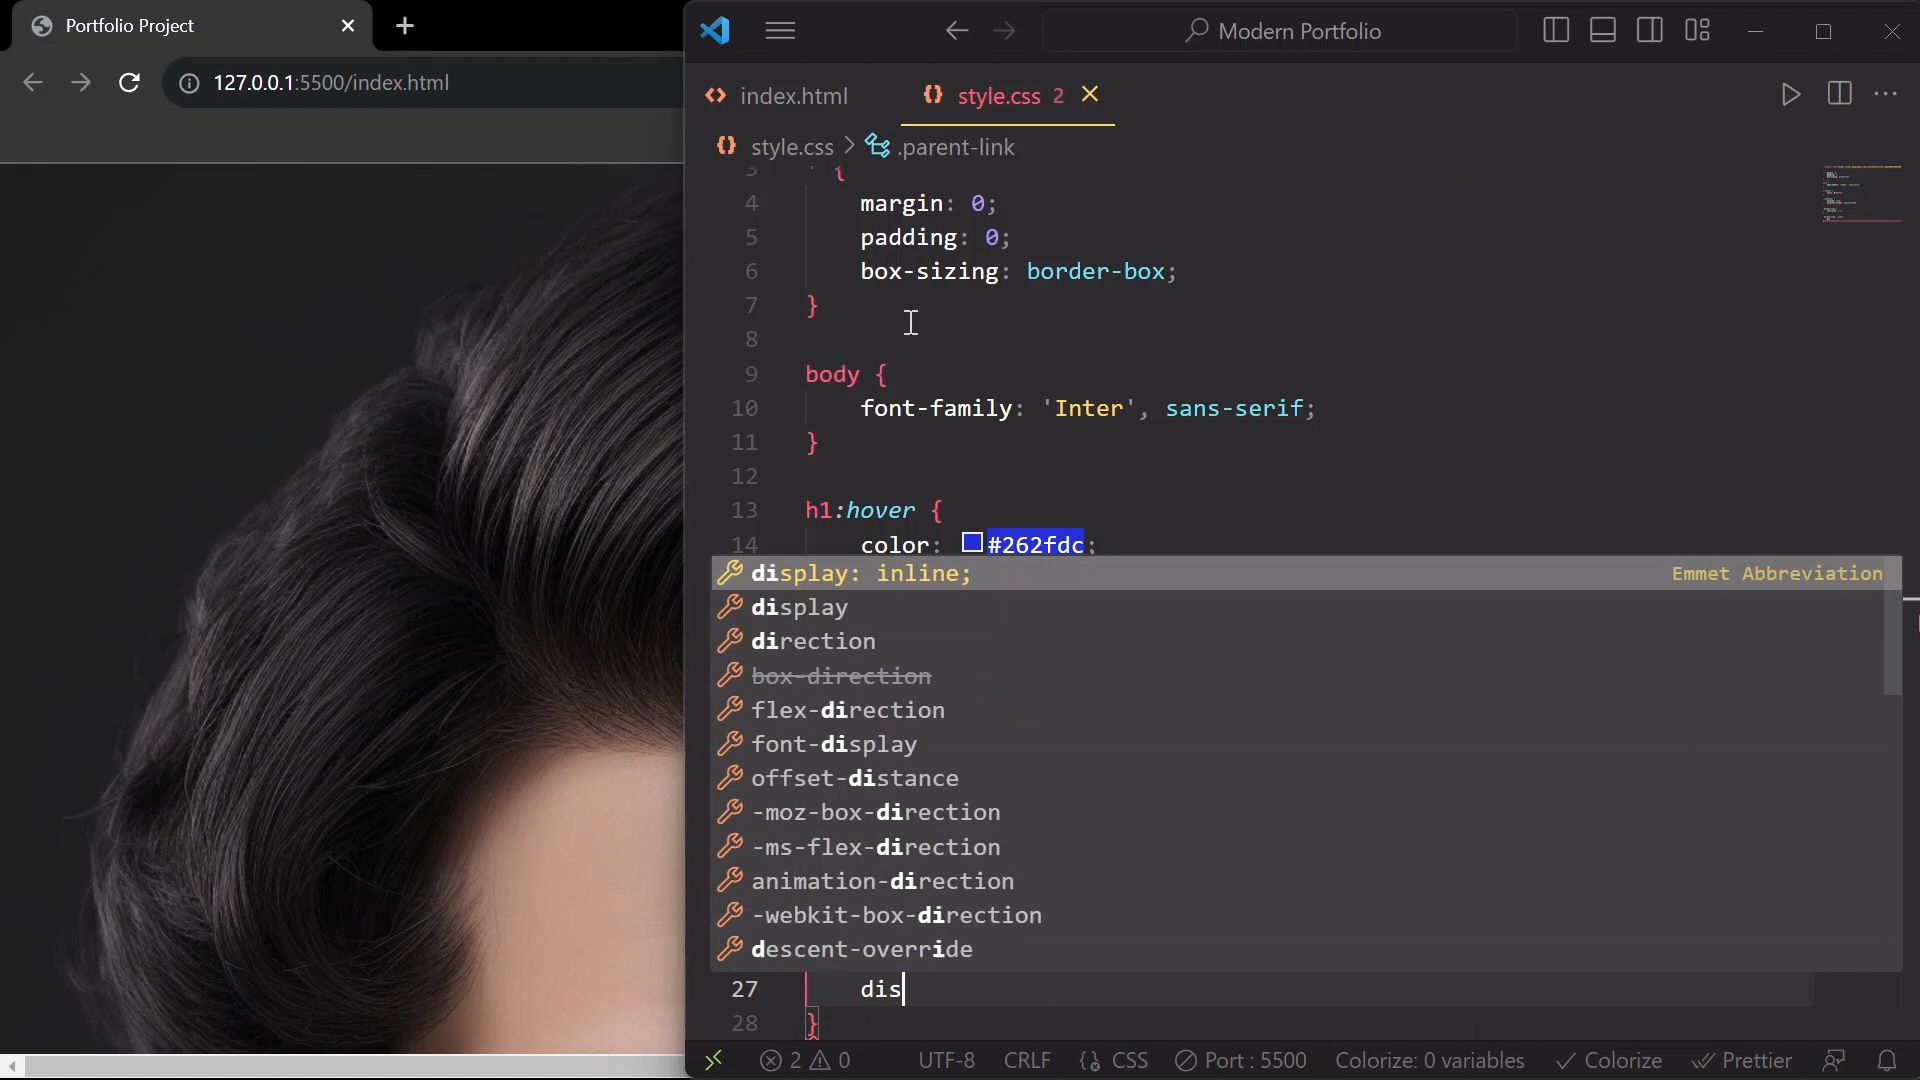 Portfolio Project
127.0.0.1:5500/index.html
Modern Portfolio
index.html
style.css 2
style.css > .parent-link
3 * {
4 margin: 0;
5 padding: 0;
6 box-sizing: border-box;
7 }
8
9 body {
10 font-family: 'Inter', sans-serif;
11 }
12
13 h1:hover {
14 color: #262fdc;
display: inline; Emmet Abbreviation
display
direction
box-direction
flex-direction
font-display
offset-distance
-moz-box-direction
-ms-flex-direction
animation-direction
-webkit-box-direction
descent-override
27 dis
28 }
2 0 UTF-8 CRLF {} CSS Port : 5500 Colorize: 0 variables Colorize Prettier